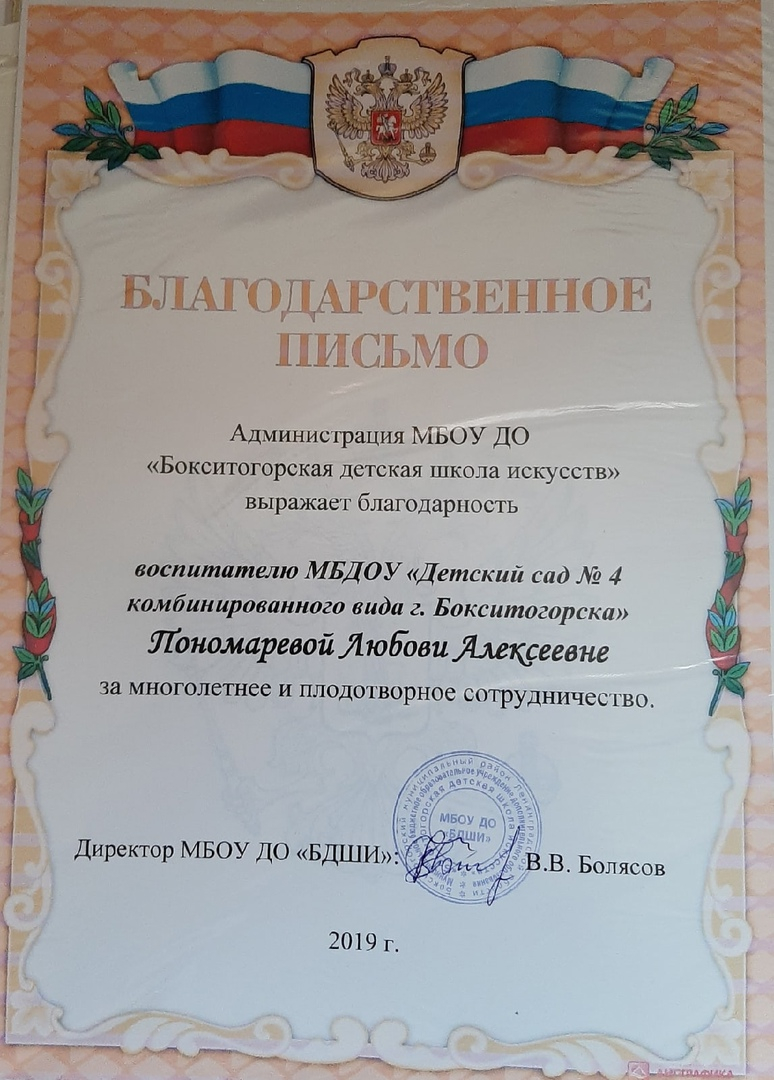 БЛАГОДАРСТВЕННОЕ
ПИСЬМО
Администрация МБОУ ДО
«Бокситогорская детская школа искусств»
выражает благодарность
воспитателю МБДОУ «Детский сад № 4
комбинированного вида г. Бокситогорска»
Пономаревой Любови Алексеевне
за многолетнее и плодотворное сотрудничество.
МБОУ ДО
«БДШИ»
Директор МБОУ ДО «БДШИ»: В.В. Болясов
2019 г.